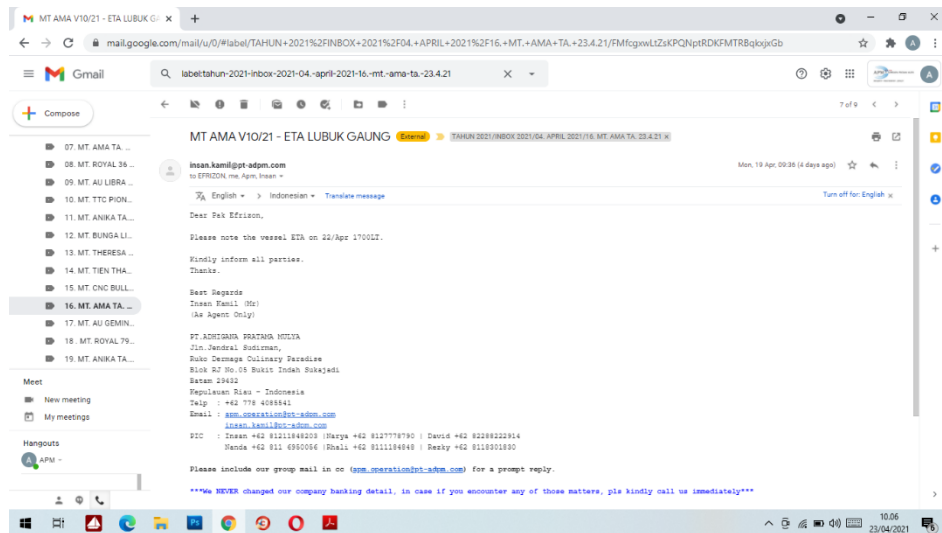 MT AMA V10/21 - ETA LUBUK GA
mail.google.com/mail/u/0/#label/TAHUN+2021%2FINBOX+2021%2F04.+APRIL+2021%2F16.+MT.+AMA+TA.+23.4.21/FMfcgxwLtZsKPQNptRDKFMTRBqkxjxGb
Gmail
label:tahun-2021-inbox-2021-04.-april-2021-16.-mt.-ama-ta.-23.4.21
Compose
7 of 9
07. MT. AMA TA. ...
08. MT. ROYAL 36 ...
09. MT. AU LIBRA ...
10. MT. TTC PION...
11. MT. ANIKA TA....
12. MT. BUNGA LI...
13. MT. THERESA ...
14. MT. TIEN THA...
15. MT. CNC BULL...
16. MT. AMA TA. ...
17. MT. AU GEMIN...
18 . MT. ROYAL 79...
19. MT. ANIKA TA....
Meet
New meeting
My meetings
Hangouts
A APM
MT AMA V10/21 - ETA LUBUK GAUNG External TAHUN 2021/INBOX 2021/04. APRIL 2021/16. MT. AMA TA. 23.4.21 x
insan.kamil@pt-adpm.com
Mon, 19 Apr, 09:36 (4 days ago)
to EFRIZON, me, Apm, Insan
English > Indonesian Translate message
Turn off for: English x
Dear Pak Efrizon,
Please note the vessel ETA on 22/Apr 1700LT.
Kindly inform all parties.
Thanks.
Best Regards
Insan Kamil (Mr)
(As Agent Only)
PT.ADHIGANA PRATAMA MULYA
Jln.Jendral Sudirman,
Ruko Dermaga Culinary Paradise
Blok RJ No.05 Bukit Indah Sukajadi
Batam 29432
Kepulauan Riau - Indonesia
Telp : +62 778 4085541
Email : apm.operation@pt-adpm.com
insan.kamil@pt-adpm.com
PIC : Insan +62 81211848203 |Narya +62 8127778790 | David +62 82288222914
Nanda +62 811 6950056 |Rhali +62 8111184848 | Rezky +62 8118301830
Please include our group mail in cc (apm.operation@pt-adpm.com) for a prompt reply.
***We NEVER changed our company banking detail, in case if you encounter any of those matters, pls kindly call us immediately***
10.06
23/04/2021